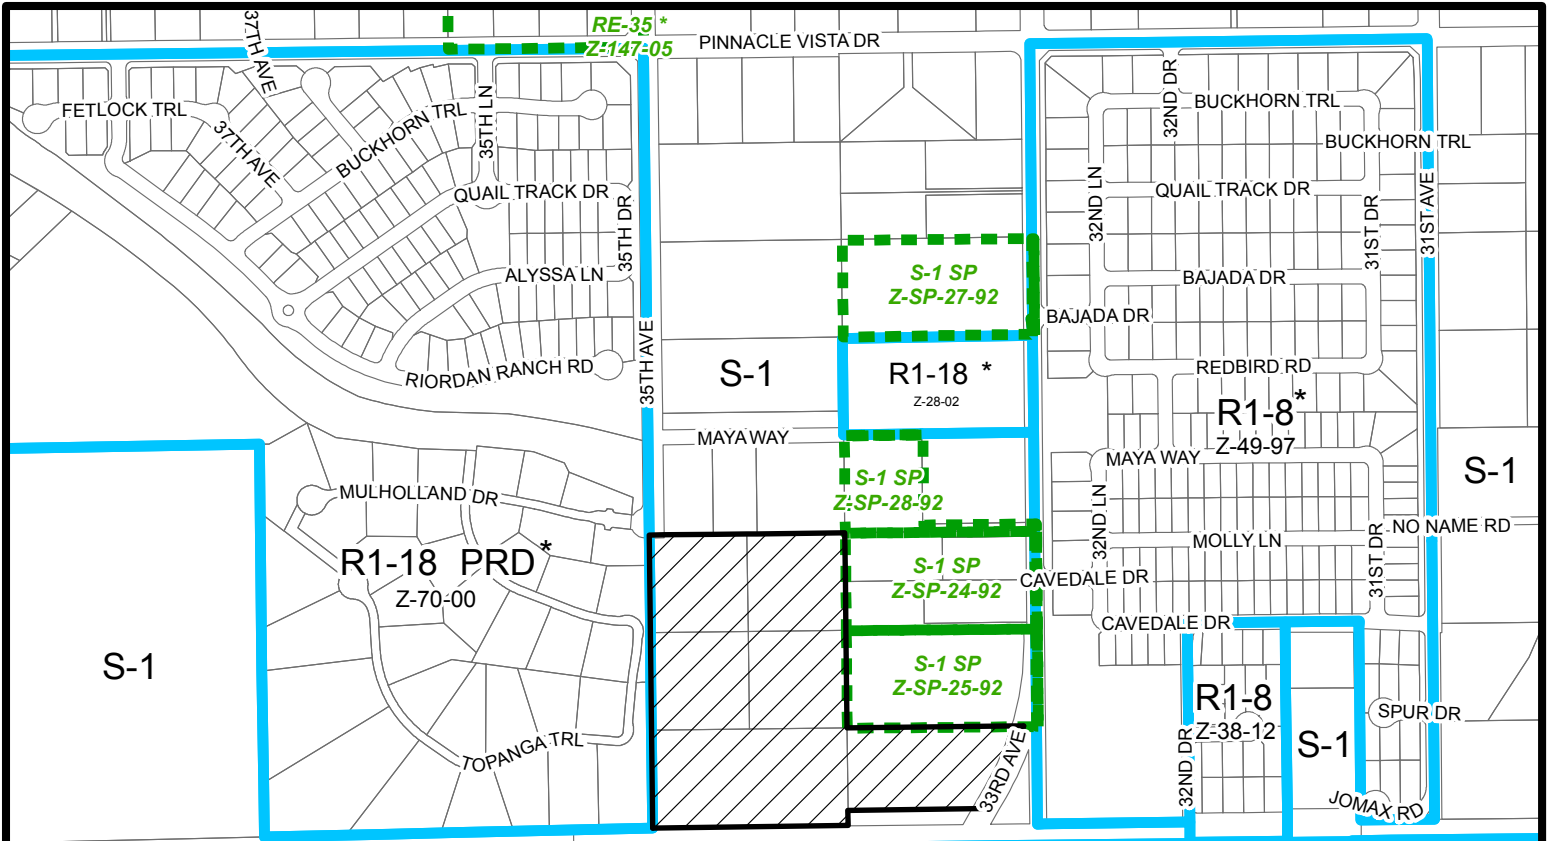 37TH AVE
RE-35 *
Z-147-05
PINNACLE VISTA DR
FETLOCK TRL
37TH AVE
BUCKHORN TRL
35TH LN
QUAIL TRACK DR
35TH DR
ALYSSA LN
RIORDAN RANCH RD
35TH AVE
32ND DR
BUCKHORN TRL
BUCKHORN TRL
32ND LN
QUAIL TRACK DR
31ST DR
31ST AVE
S-1 SP
Z-SP-27-92
BAJADA DR
BAJADA DR
S-1
R1-18 *
Z-28-02
REDBIRD RD
R1-8*
Z-49-97
MAYA WAY
MAYA WAY
S-1
S-1 SP
Z-SP-28-92
MULHOLLAND DR
32ND LN
NO NAME RD
MOLLY LN
31ST DR
R1-18 PRD*
Z-70-00
S-1 SP
Z-SP-24-92
CAVEDALE DR
CAVEDALE DR
S-1
S-1 SP
Z-SP-25-92
R1-8
Z-38-12
SPUR DR
S-1
TOPANGA TRL
33RD AVE
32ND DR
JOMAX RD